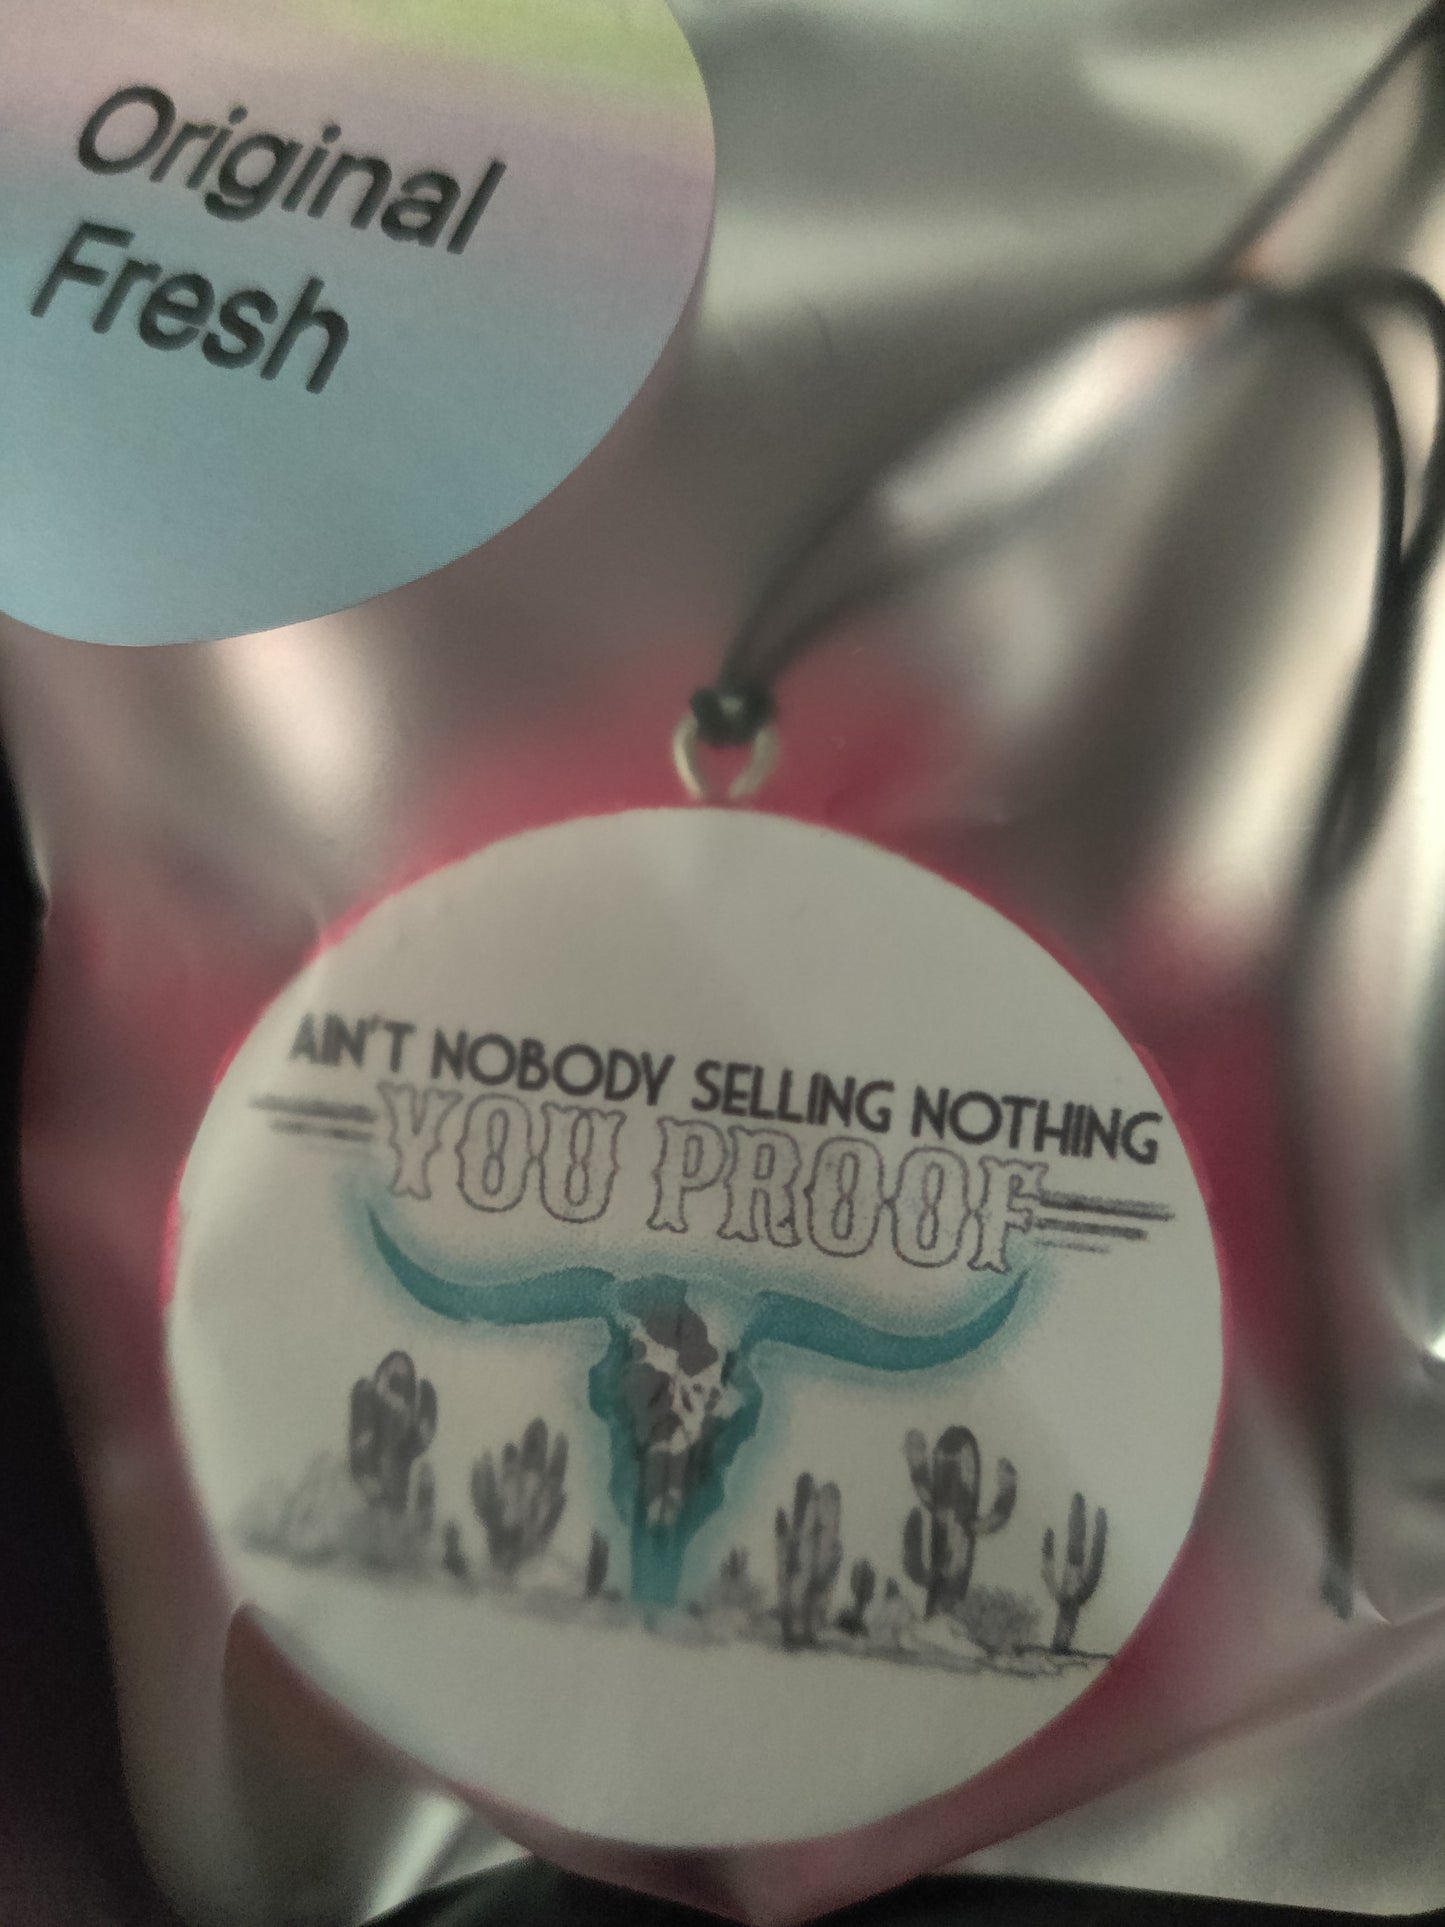 Original
Fresh
AIN'T NOBODY SELLING NOTHING
YOU PROOF